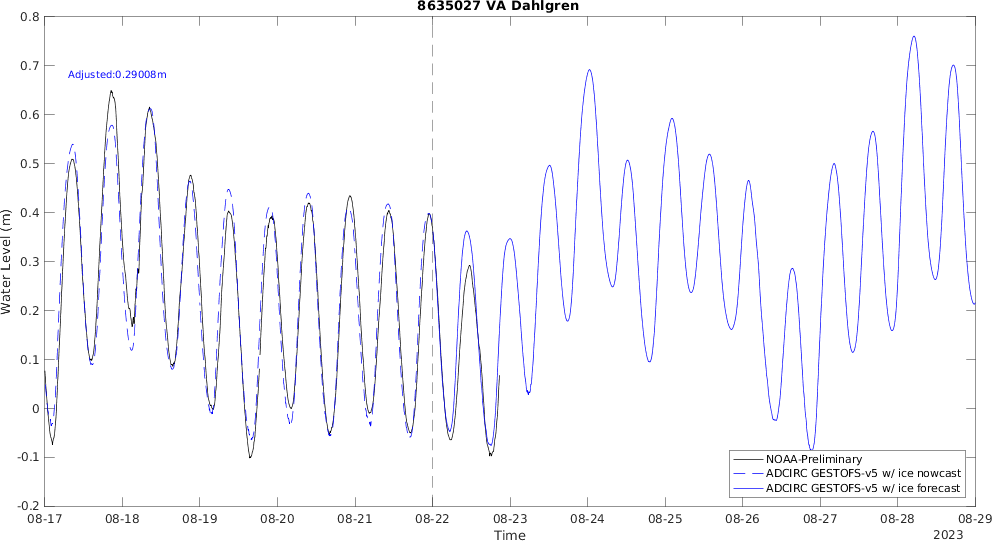 8635027 VA Dahlgren
Adjusted:0.29008m
0.8
0.7
0.6
0.5
0.4
0.3
0.2
0.1
0
-0.1
-0.2
Water Level (m)
NOAA-Preliminary
ADCIRC GESTOFS-v5 w/ ice nowcast
ADCIRC GESTOFS-v5 w/ ice forecast
08-17 08-18 08-19 08-20 08-21 08-22 08-23 08-24 08-25 08-26 08-27 08-28 08-29
Time
2023